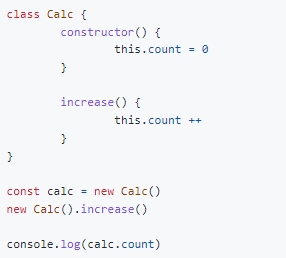 class Calc {
        constructor() {
                this.count = 0
        }

        increase() {
                this.count ++
        }
}

const calc = new Calc()
new Calc().increase()

console.log(calc.count)